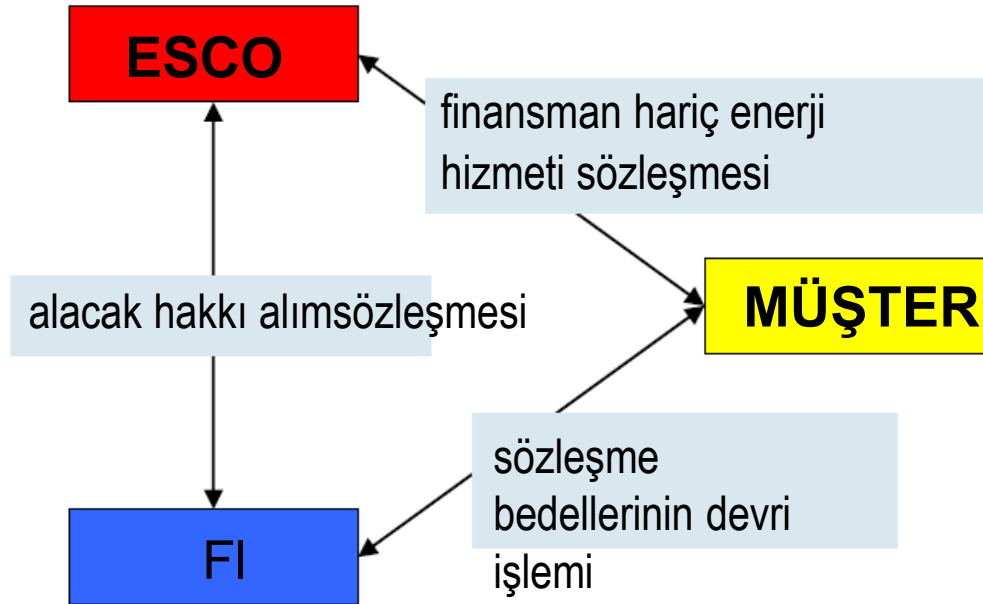 ESCO
finansman hariç enerji
hizmeti sözleşmesi
alacak hakkı alımsözleşmesi
MÜŞTER
sözleşme
bedellerinin devri
işlemi
FI